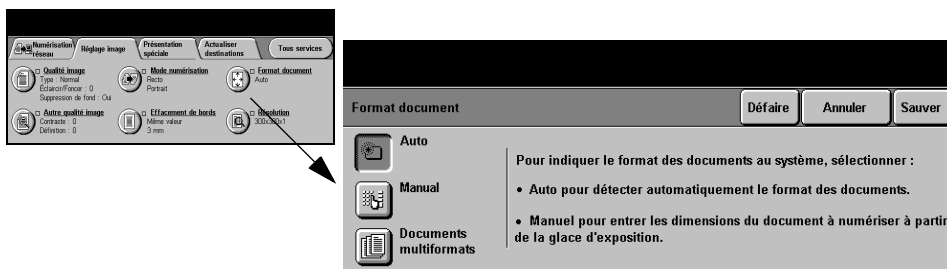 Numérisation réseau
Réglage image
Présentation spéciale
Actualiser destinations
Tous services
Qualité image
Type : Normal
Éclaircir/Foncer : 0
Suppression de fond : Oui
Mode numérisation
Recto
Portrait
Format document
Auto
Autre qualité image
Contraste : 0
Définition : 0
Effacement de bords
Même valeur
3 mm
Résolution
300x300x1
Format document
Défaire
Annuler
Sauver
Auto
Manual
Documents
multiformats
Pour indiquer le format des documents au système, sélectionner :
• Auto pour détecter automatiquement le format des documents.
• Manuel pour entrer les dimensions du document à numériser à partir
de la glace d'exposition.